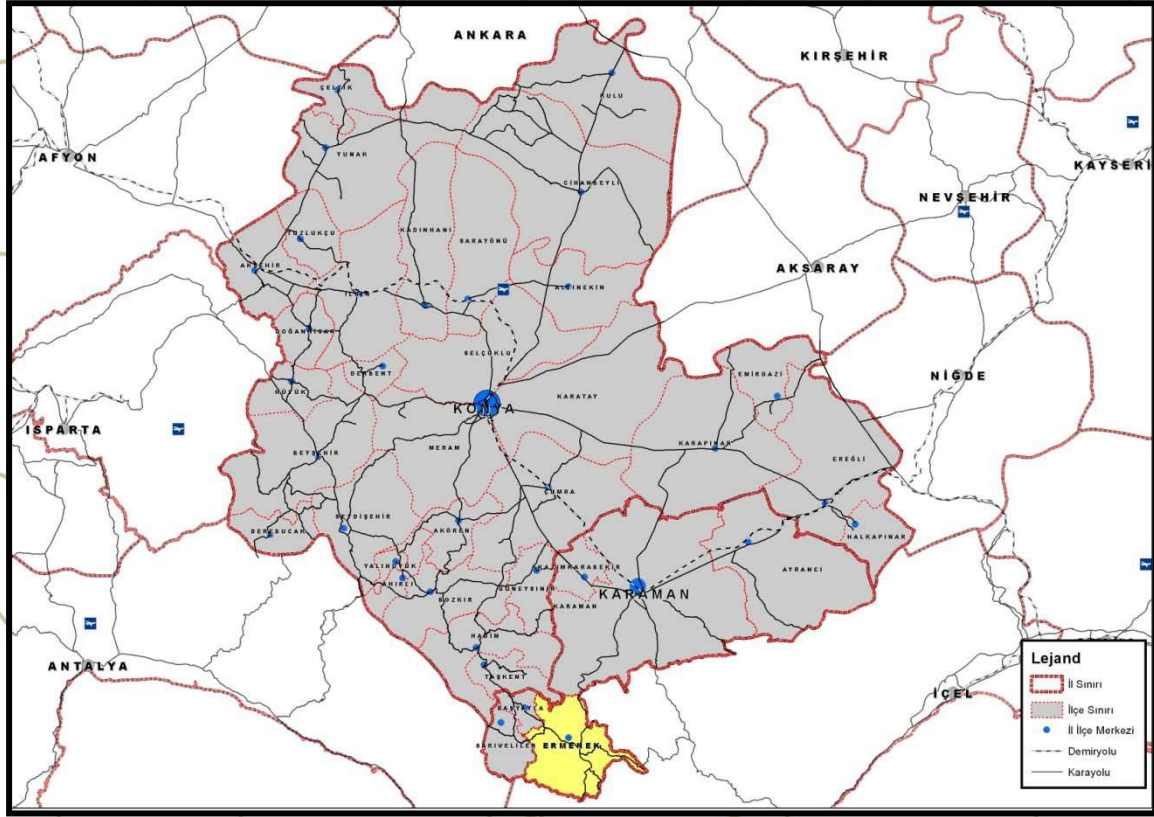 ANKARA
KIRŞEHİR
ÇELTİK
KULU
AFYON
YUNAK
KAYSERİ
CİHANBEYLİ
NEVŞEHİR
TUZLUKÇU
KADINHANI
SARAYÖNÜ
AKŞEHİR
AKSARAY
ILGIN
ALTINEKİN
DOĞANHİSAR
SELÇUKLU
DERBENT
EMİRGAZİ
NİĞDE
HÜYÜK
KONYA
KARATAY
ISPARTA
MERAM
KARAPINAR
BEYŞEHİR
EREĞLİ
ÇUMRA
SEYDİŞEHİR
AKÖREN
DEREBUCAK
HALKAPINAR
YALIHÜYÜK
KAZIMKARABEKİR
AYRANCI
AHIRLI
GÜNEYSINIR
BOZKIR
KARAMAN
KARAMAN
HADİM
ANTALYA
TAŞKENT
Lejand
İÇEL
İl Sınırı
BAŞYAYLA
İlçe Sınırı
İl İlçe Merkezi
SARIVELİLER
ERMENEK
Demiryolu
Karayolu